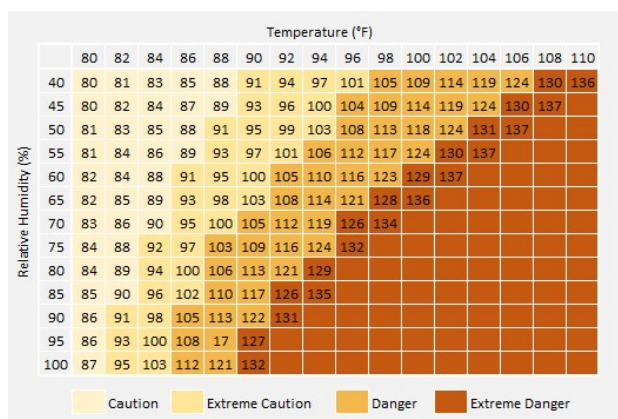 Temperature (°F)
80 82 84 86 88 90 92 94 96 98 100 102 104 106 108 110
40 80 81 83 85 88 91 94 97 101 105 109 114 119 124 130 136
45 80 82 84 87 89 93 96 100 104 109 114 119 124 130 137
50 81 83 85 88 91 95 99 103 108 113 118 124 131 137
55 81 84 86 89 93 97 101 106 112 117 124 130 137
60 82 84 88 91 95 100 105 110 116 123 129 137
65 82 85 89 93 98 103 108 114 121 128 136
70 83 86 90 95 100 105 112 119 126 134
75 84 88 92 97 103 109 116 124 132
80 84 89 94 100 106 113 121 129
85 85 90 96 102 110 117 126 135
90 86 91 98 105 113 122 131
95 86 93 100 108 17 127
100 87 95 103 112 121 132
Relative Humidity (%)
Caution Extreme Caution Danger Extreme Danger